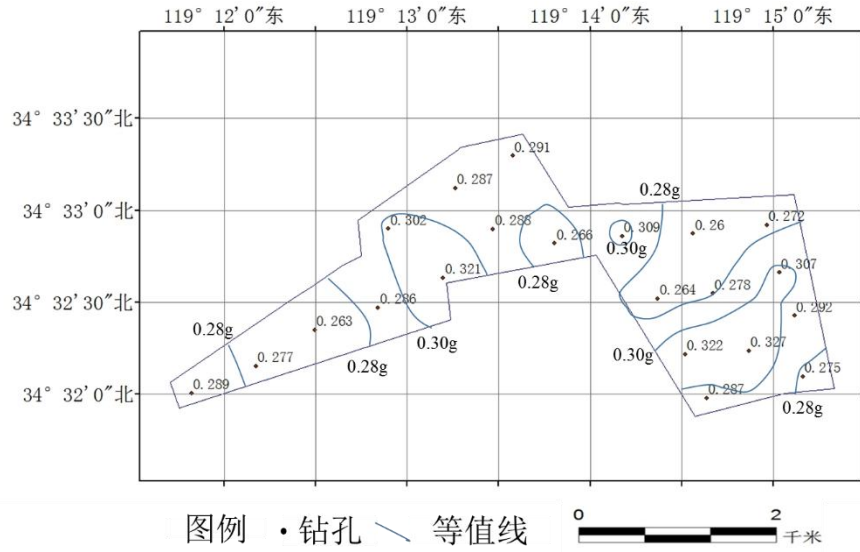 119° 12′0″东 119° 13′0″东 119° 14′0″东 119° 15′0″东
34° 33′30″北
0.291
0.287
0.28g
34° 33′0″北
0.302 0.288 0.266 0.309 0.26 0.272
0.30g
0.321 0.307
0.28g
34° 32′30″北
0.286 0.264 0.278 0.292
0.28g 0.263 0.30g 0.30g
0.277 0.28g 0.322 0.327
0.289 0.275
34° 32′0″北
0.287 0.28g
图例 钻孔 等值线
0 2
千米